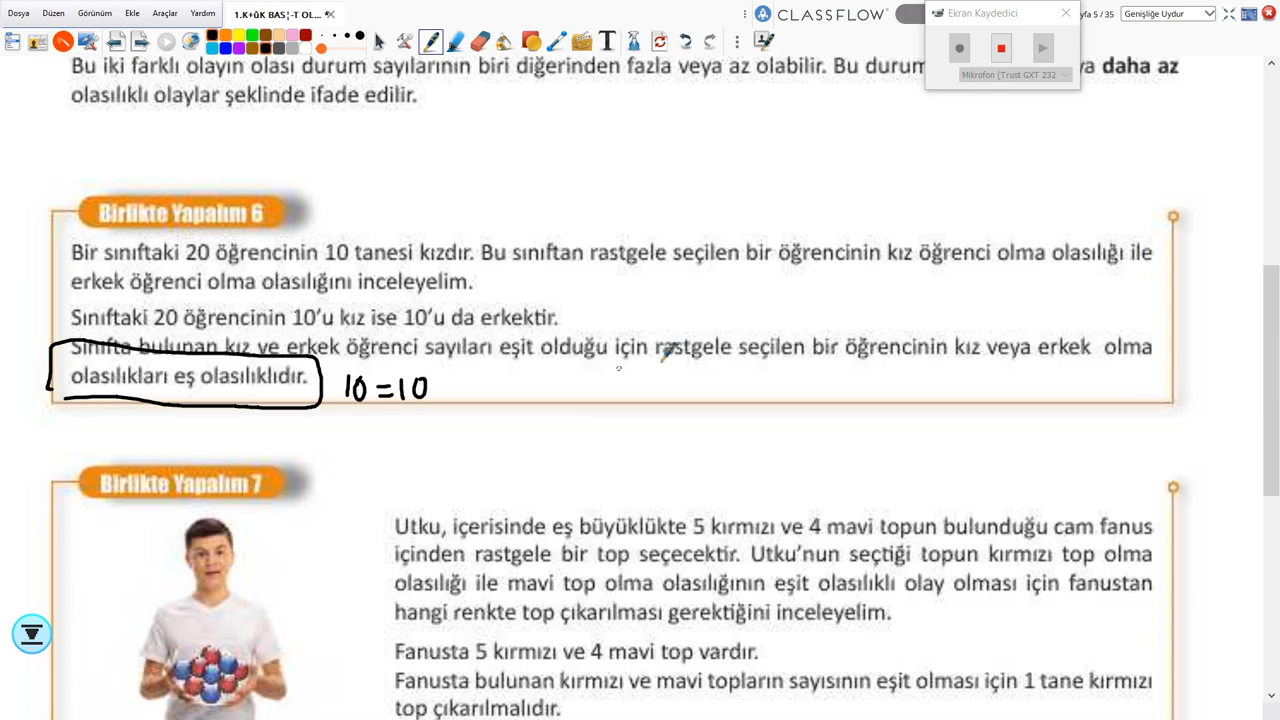 Dosya Düzen Görünüm Ekle Araçlar Yardım
1.K+ûK BAS¦-T OL...
CLASSFLOW
Ekran Kaydedici
yfa 5 / 35
Genişliğe Uydur
Mikrofon (Trust GXT 232
Bu iki farklı olayın olası durum sayılarının biri diğerinden fazla veya az olabilir. Bu durum ya daha az
olasılıklı olaylar şeklinde ifade edilir.
Birlikte Yapalım 6
Bir sınıftaki 20 öğrencinin 10 tanesi kızdır. Bu sınıftan rastgele seçilen bir öğrencinin kız öğrenci olma olasılığı ile
erkek öğrenci olma olasılığını inceleyelim.
Sınıftaki 20 öğrencinin 10’u kız ise 10’u da erkektir.
Sınıfta bulunan kız ve erkek öğrenci sayıları eşit olduğu için rastgele seçilen bir öğrencinin kız veya erkek olma
olasılıkları eş olasılıklıdır. 10 = 10
Birlikte Yapalım 7
Utku, içerisinde eş büyüklükte 5 kırmızı ve 4 mavi topun bulunduğu cam fanus
içinden rastgele bir top seçecektir. Utku’nun seçtiği topun kırmızı top olma
olasılığı ile mavi top olma olasılığının eşit olasılıklı olay olması için fanustan
hangi renkte top çıkarılması gerektiğini inceleyelim.
Fanusta 5 kırmızı ve 4 mavi top vardır.
Fanusta bulunan kırmızı ve mavi topların sayısının eşit olması için 1 tane kırmızı
top çıkarılmalıdır.